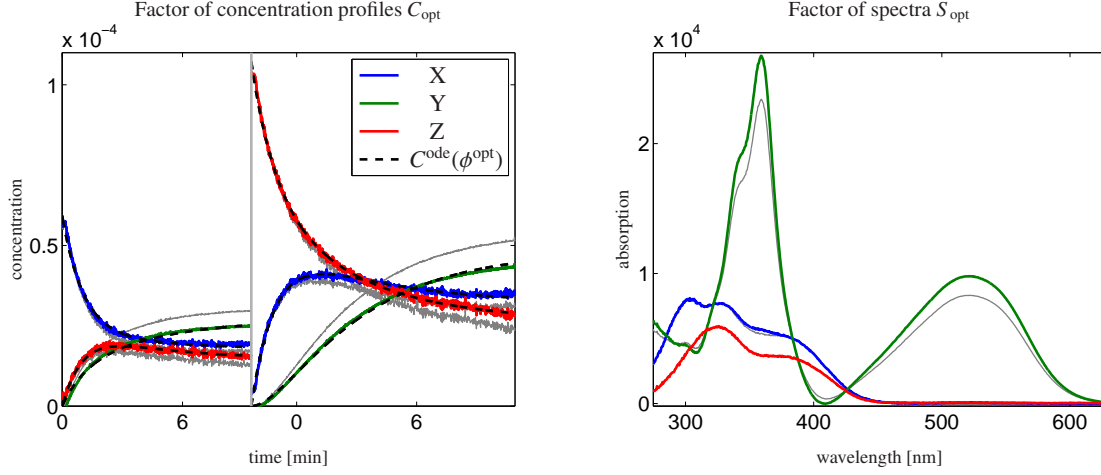 Factor of concentration profiles C_opt
x 10^-4
1
0.5
0
concentration
0 6 0 6
time [min]
X
Y
Z
C^ode(ϕ^opt)
Factor of spectra S_opt
x 10^4
2
1
0
absorption
300 400 500 600
wavelength [nm]